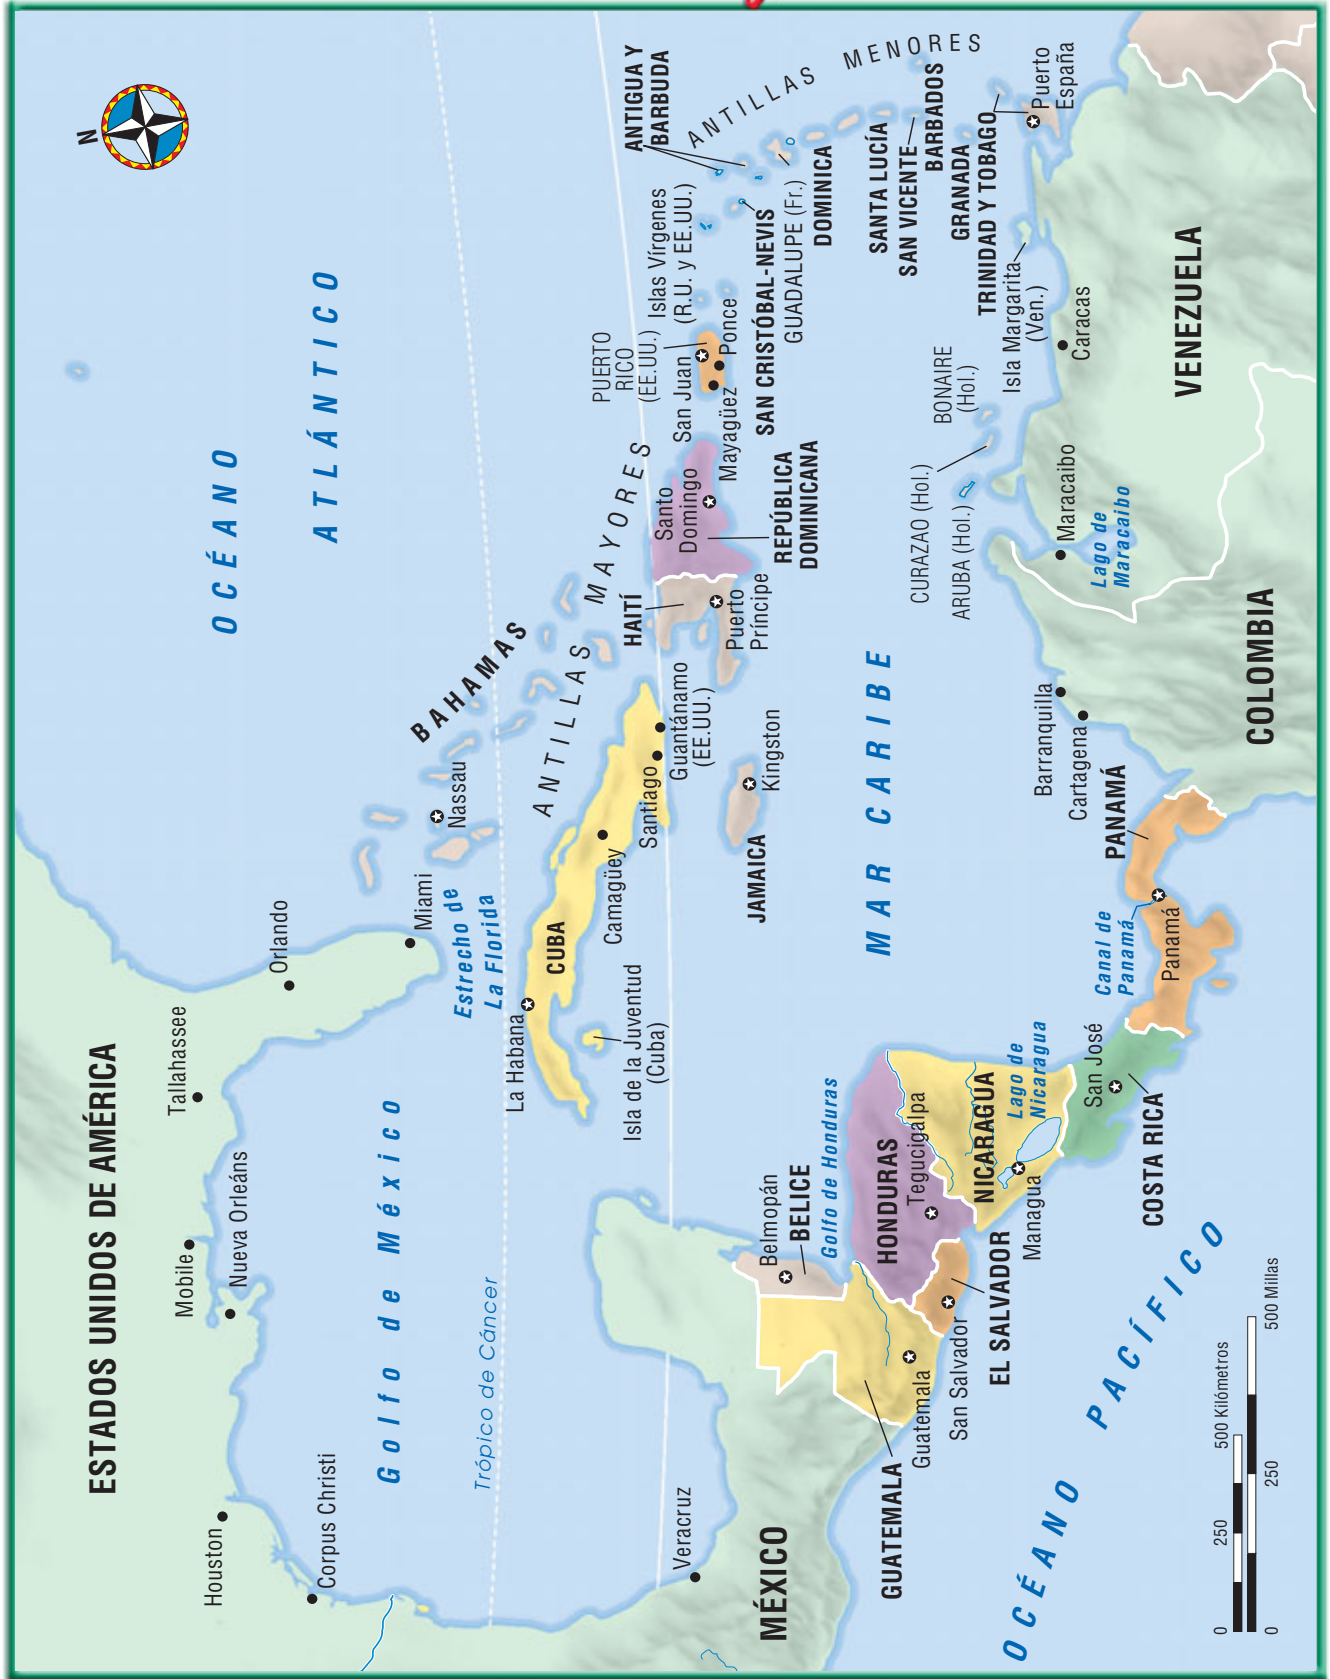 N
ESTADOS UNIDOS DE AMÉRICA
Houston
Corpus Christi
Mobile
Nueva Orleáns
Tallahassee
Orlando
Miami
OCÉANO
ATLÁNTICO
Golfo de México
Trópico de Cáncer
Estrecho de
La Florida
BAHAMAS
Nassau
La Habana
CUBA
Camagüey
Santiago
Guantánamo
(EE.UU.)
Isla de la Juventud
(Cuba)
ANTILLAS MAYORES
JAMAICA
Kingston
HAITÍ
Puerto
Príncipe
Santo
Domingo
REPÚBLICA
DOMINICANA
PUERTO
RICO
(EE.UU.)
San Juan
Mayagüez
Ponce
Islas Vírgenes
(R.U. y EE.UU.)
ANTIGUA Y
BARBUDA
ANTILLAS MENORES
SAN CRISTÓBAL-NEVIS
GUADALUPE (Fr.)
DOMINICA
SANTA LUCÍA
SAN VICENTE
BARBADOS
GRANADA
TRINIDAD Y TOBAGO
Puerto
España
Isla Margarita
(Ven.)
BONAIRE
(Hol.)
CURAZAO (Hol.)
ARUBA (Hol.)
MAR CARIBE
MÉXICO
Veracruz
Belmopán
BELICE
Golfo de Honduras
GUATEMALA
Guatemala
HONDURAS
Tegucigalpa
EL SALVADOR
San Salvador
NICARAGUA
Managua
Lago de
Nicaragua
COSTA RICA
San José
PANAMÁ
Panamá
Canal de
Panamá
Barranquilla
Cartagena
COLOMBIA
Maracaibo
Lago de
Maracaibo
Caracas
VENEZUELA
OCÉANO PACÍFICO
0 250 500 Kilómetros
0 250 500 Millas